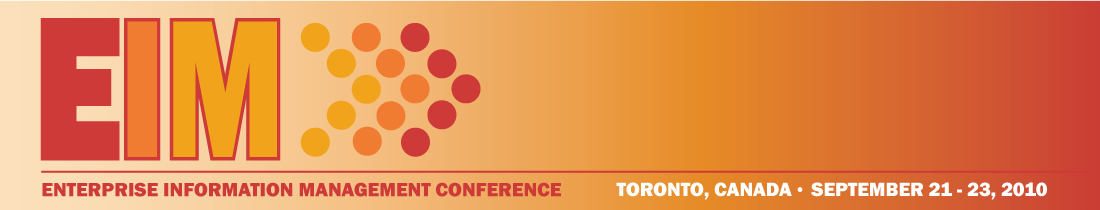 EIM
ENTERPRISE INFORMATION MANAGEMENT CONFERENCE TORONTO, CANADA · SEPTEMBER 21 - 23, 2010